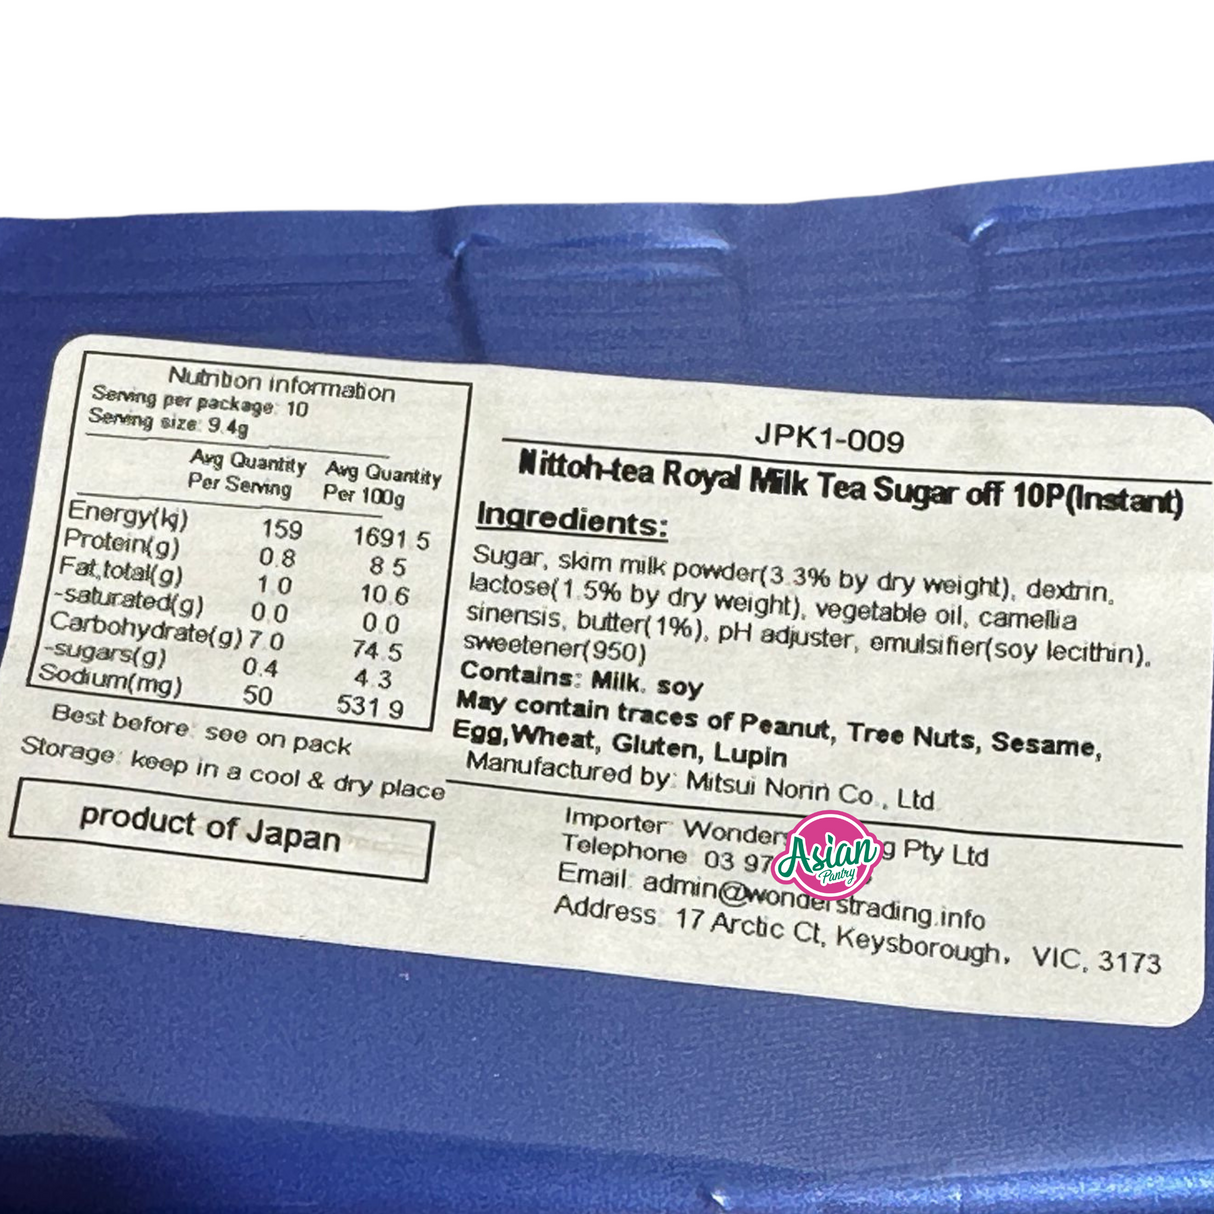 Nutrition information
Serving per package: 10
Serving size: 9.4g
Avg Quantity Avg Quantity
Per Serving Per 100g
Energy(kj) 159 1691.5
Protein(g) 0.8 8.5
Fat,total(g) 1.0 10.6
-saturated(g) 0.0 0.0
Carbohydrate(g) 7.0 74.5
-sugars(g) 0.4 4.3
Sodium(mg) 50 531.9
Best before: see on pack
Storage: keep in a cool & dry place
product of Japan
JPK1-009
Nittoh-tea Royal Milk Tea Sugar off 10P(Instant)
Ingredients:
Sugar, skim milk powder(3.3% by dry weight), dextrin,
lactose(1.5% by dry weight), vegetable oil, camellia
sinensis, butter(1%), pH adjuster, emulsifier(soy lecithin),
sweetener(950)
Contains: Milk, soy
May contain traces of Peanut, Tree Nuts, Sesame,
Egg,Wheat, Gluten, Lupin
Manufactured by: Mitsui Norin Co., Ltd
Importer: Wonders g Pty Ltd
Telephone: 03 97
Email: admin@wonderstrading.info
Address: 17 Arctic Ct, Keysborough, VIC, 3173
Asian
Pantry